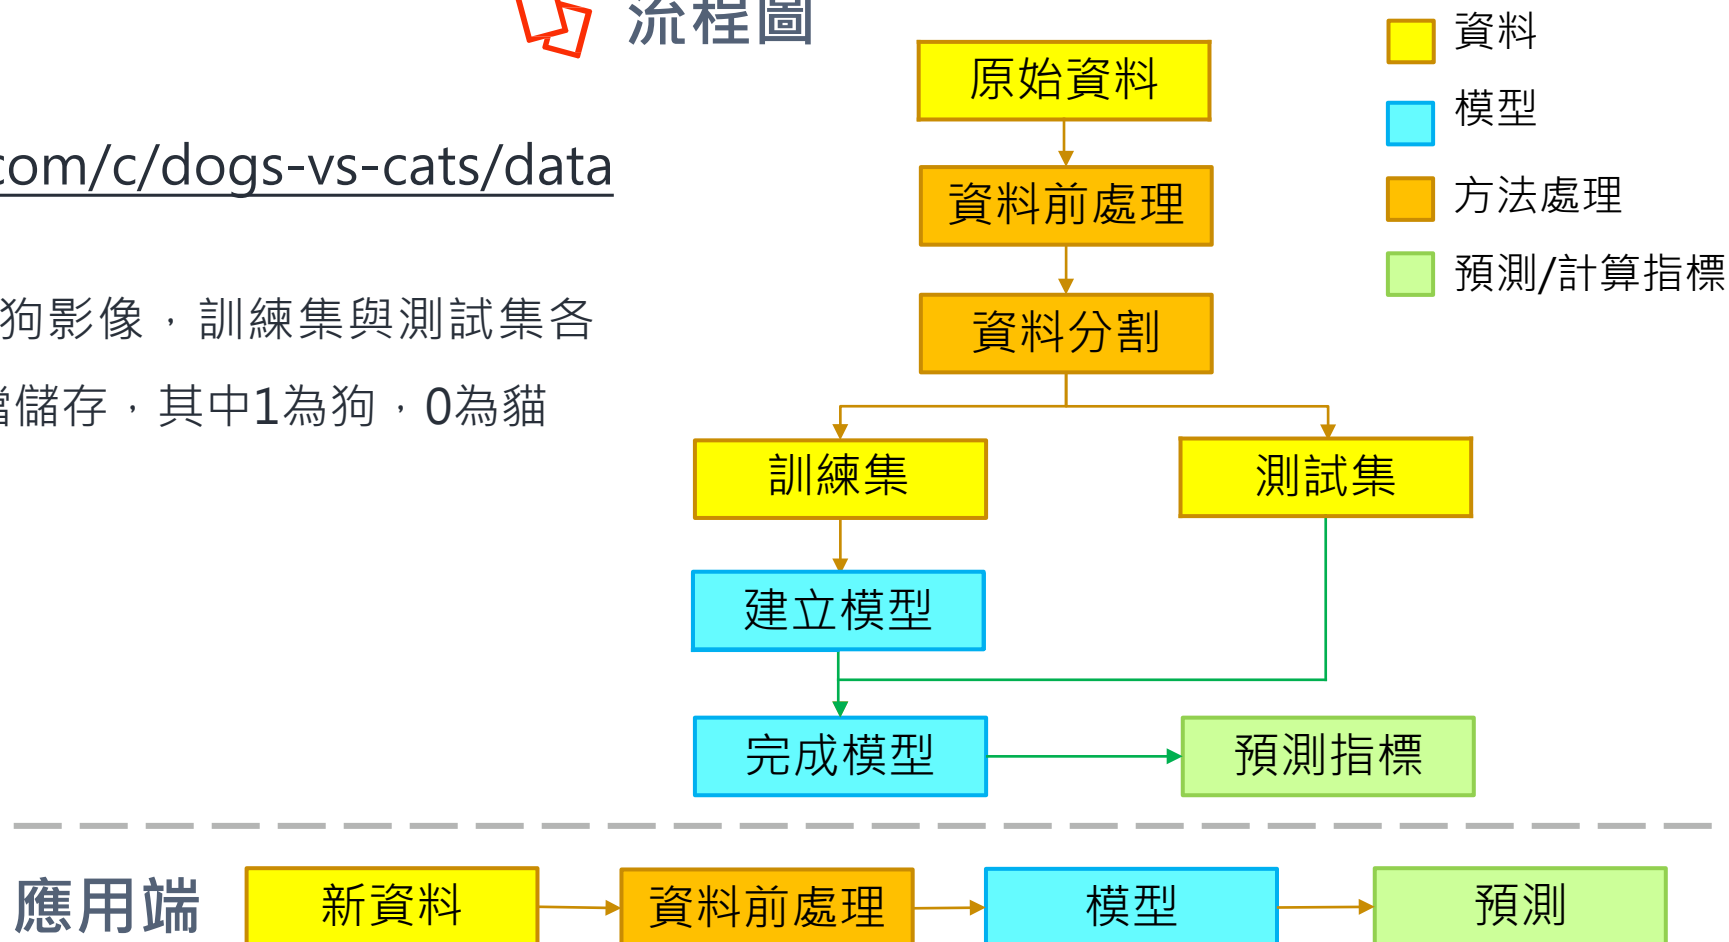 流程圖
com/c/dogs-vs-cats/data
狗影像，訓練集與測試集各
儲存，其中1為狗，0為貓
原始資料
資料前處理
資料分割
訓練集
測試集
建立模型
完成模型
預測指標
資料
模型
方法處理
預測/計算指標
應用端
新資料
資料前處理
模型
預測